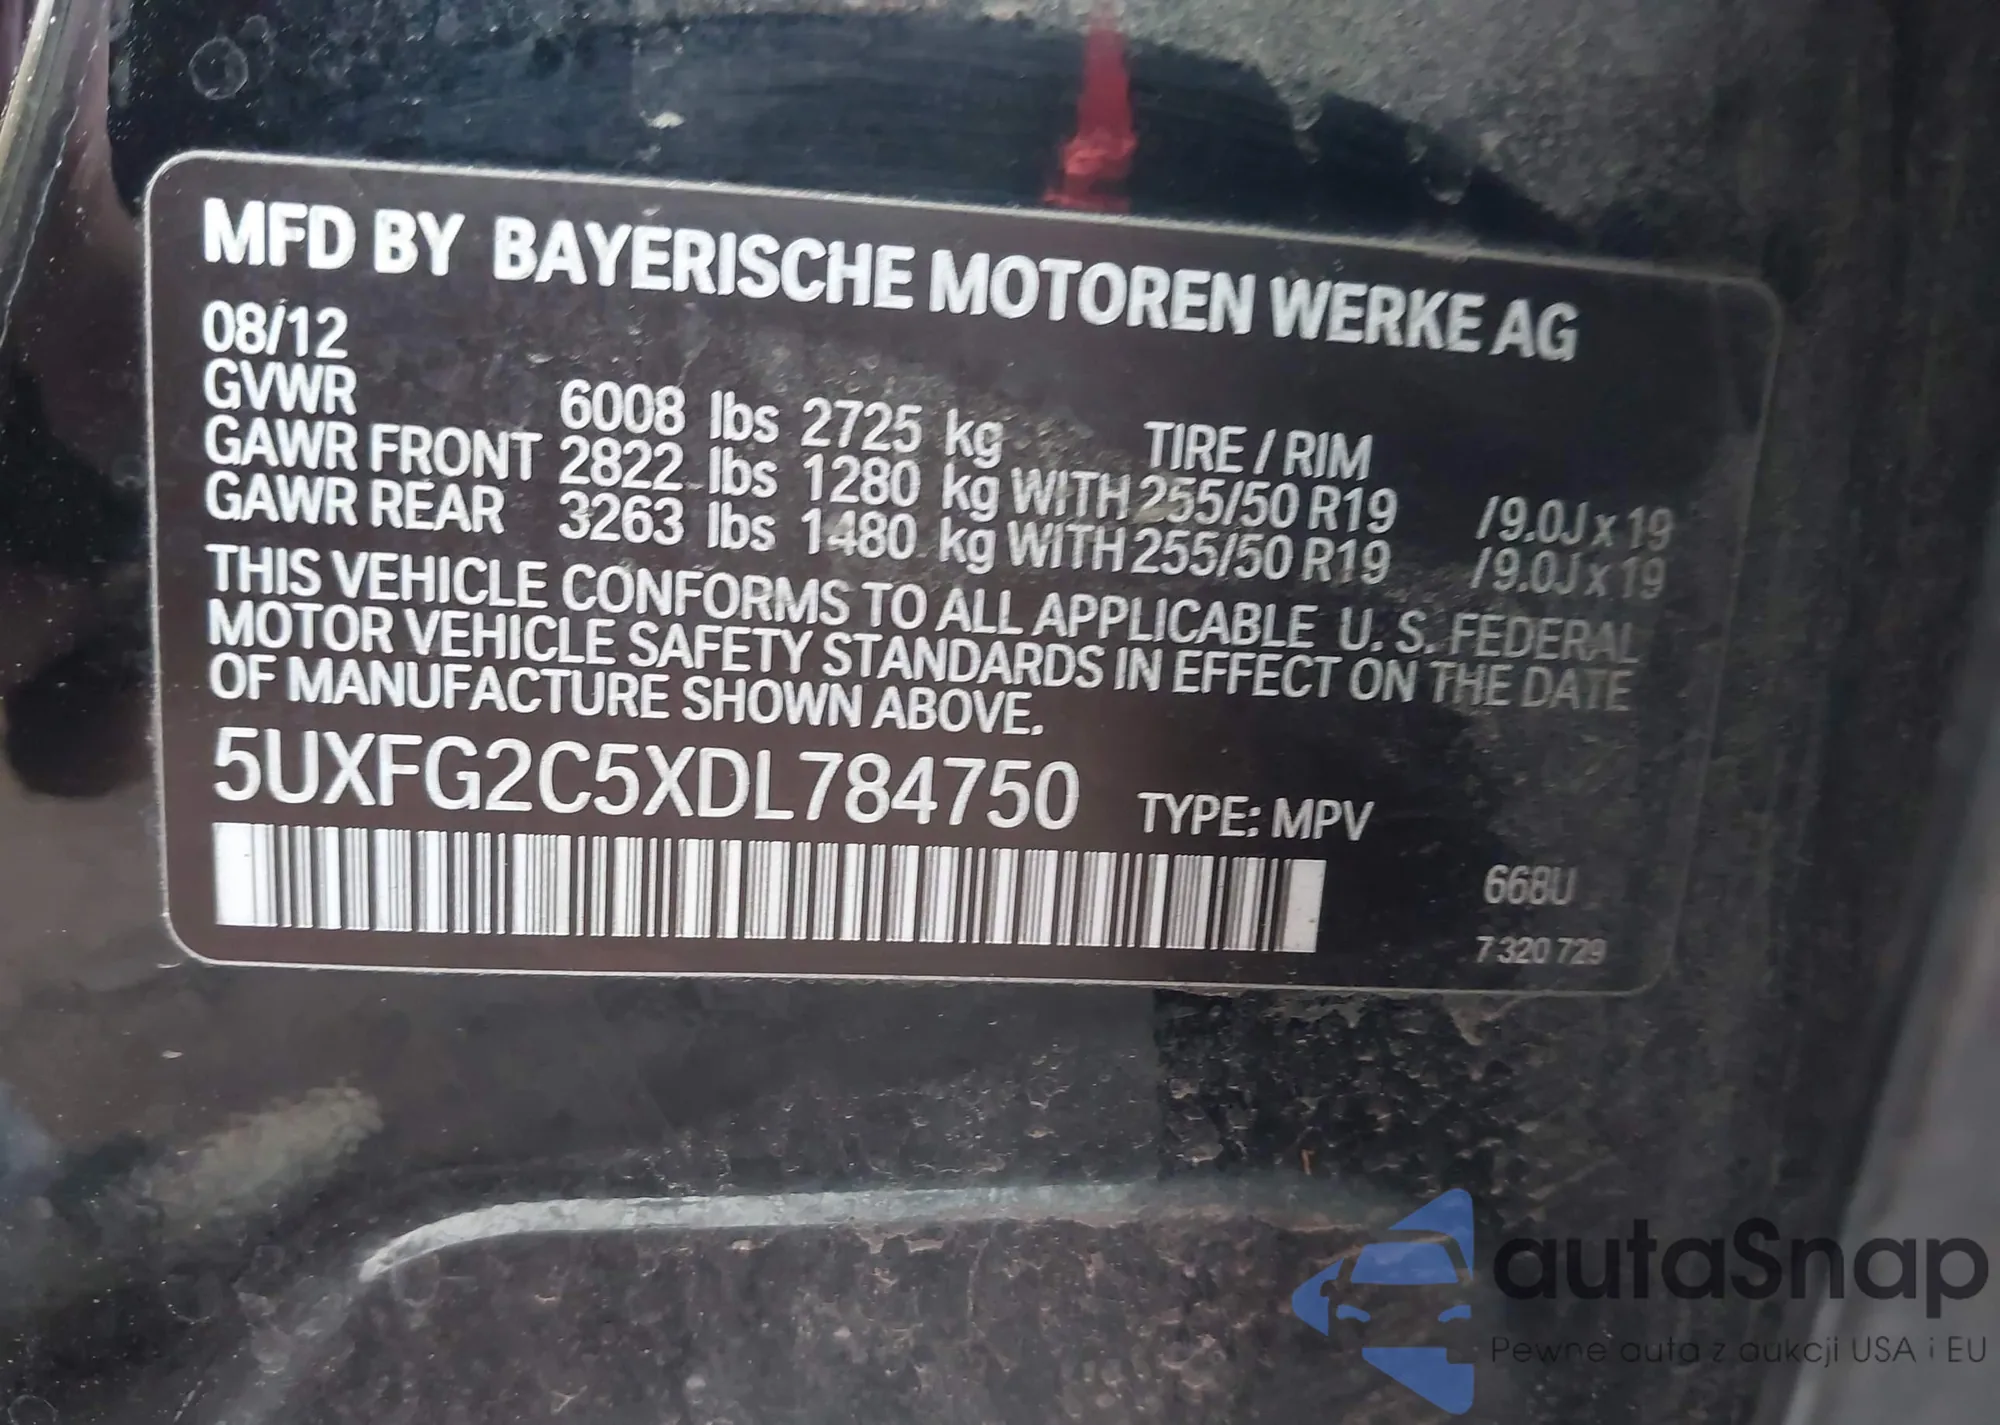 MFD BY BAYERISCHE MOTOREN WERKE AG
08/12
GVWR 6008 lbs 2725 kg TIRE / RIM
GAWR FRONT 2822 lbs 1280 kg WITH 255/50 R19 /9.0J x 19
GAWR REAR 3263 lbs 1480 kg WITH 255/50 R19 /9.0J x 19
THIS VEHICLE CONFORMS TO ALL APPLICABLE U. S. FEDERAL
MOTOR VEHICLE SAFETY STANDARDS IN EFFECT ON THE DATE
OF MANUFACTURE SHOWN ABOVE.
5UXFG2C5XDL784750 TYPE: MPV
668U
7 320 729
autaSnap
Pewne auta z aukcji USA i EU